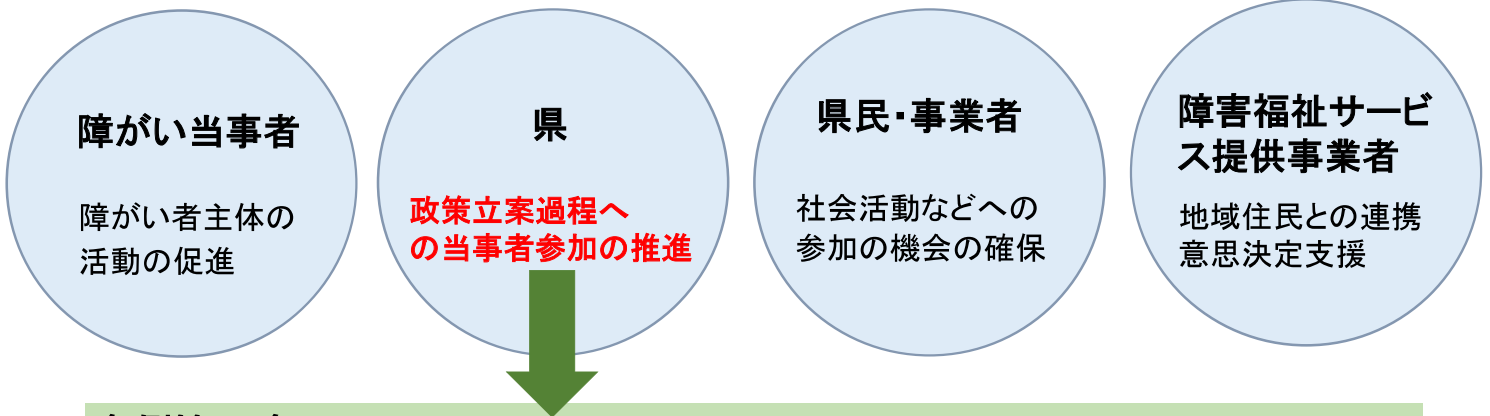 障がい当事者
障がい者主体の
活動の促進
県
政策立案過程へ
の当事者参加の推進
県民・事業者
社会活動などへの
参加の機会の確保
障害福祉サービ
ス提供事業者
地域住民との連携
意思決定支援